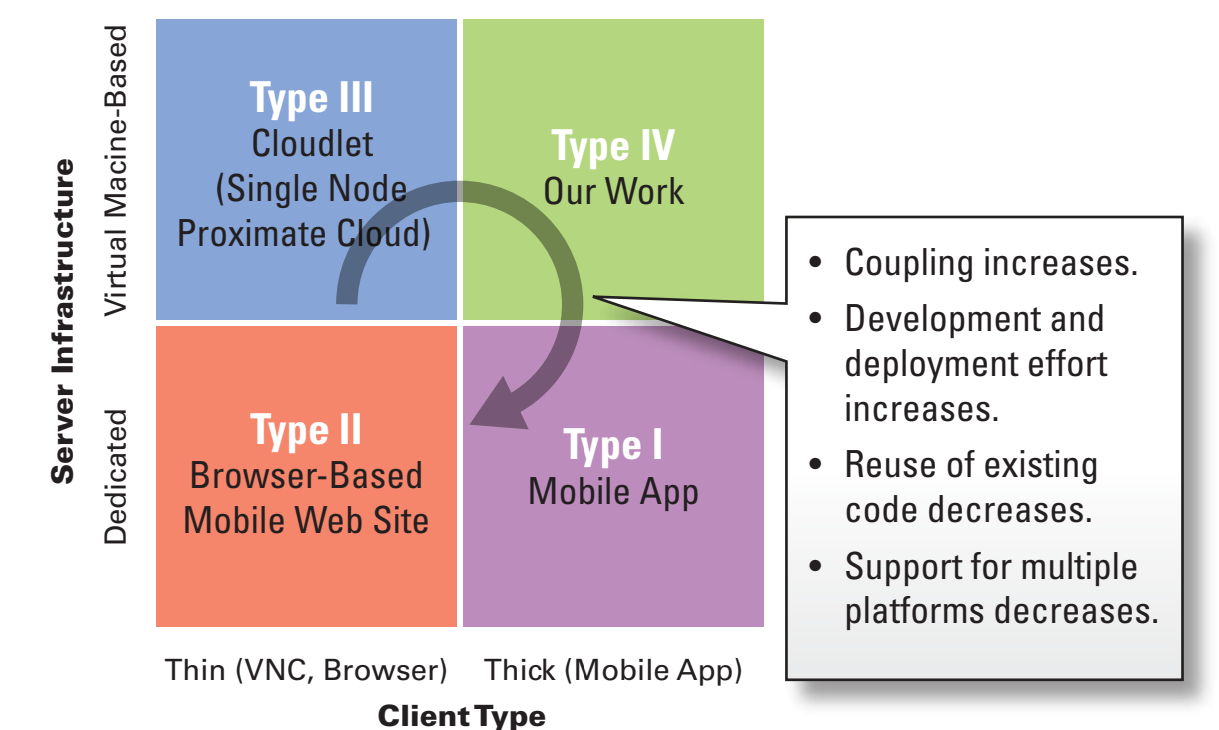 Server Infrastructure
Virtual Macine-Based
Dedicated
Type III
Cloudlet
(Single Node
Proximate Cloud)
Type IV
Our Work
Type II
Browser-Based
Mobile Web Site
Type I
Mobile App
• Coupling increases.
• Development and
deployment effort
increases.
• Reuse of existing
code decreases.
• Support for multiple
platforms decreases.
Thin (VNC, Browser)
Thick (Mobile App)
Client Type